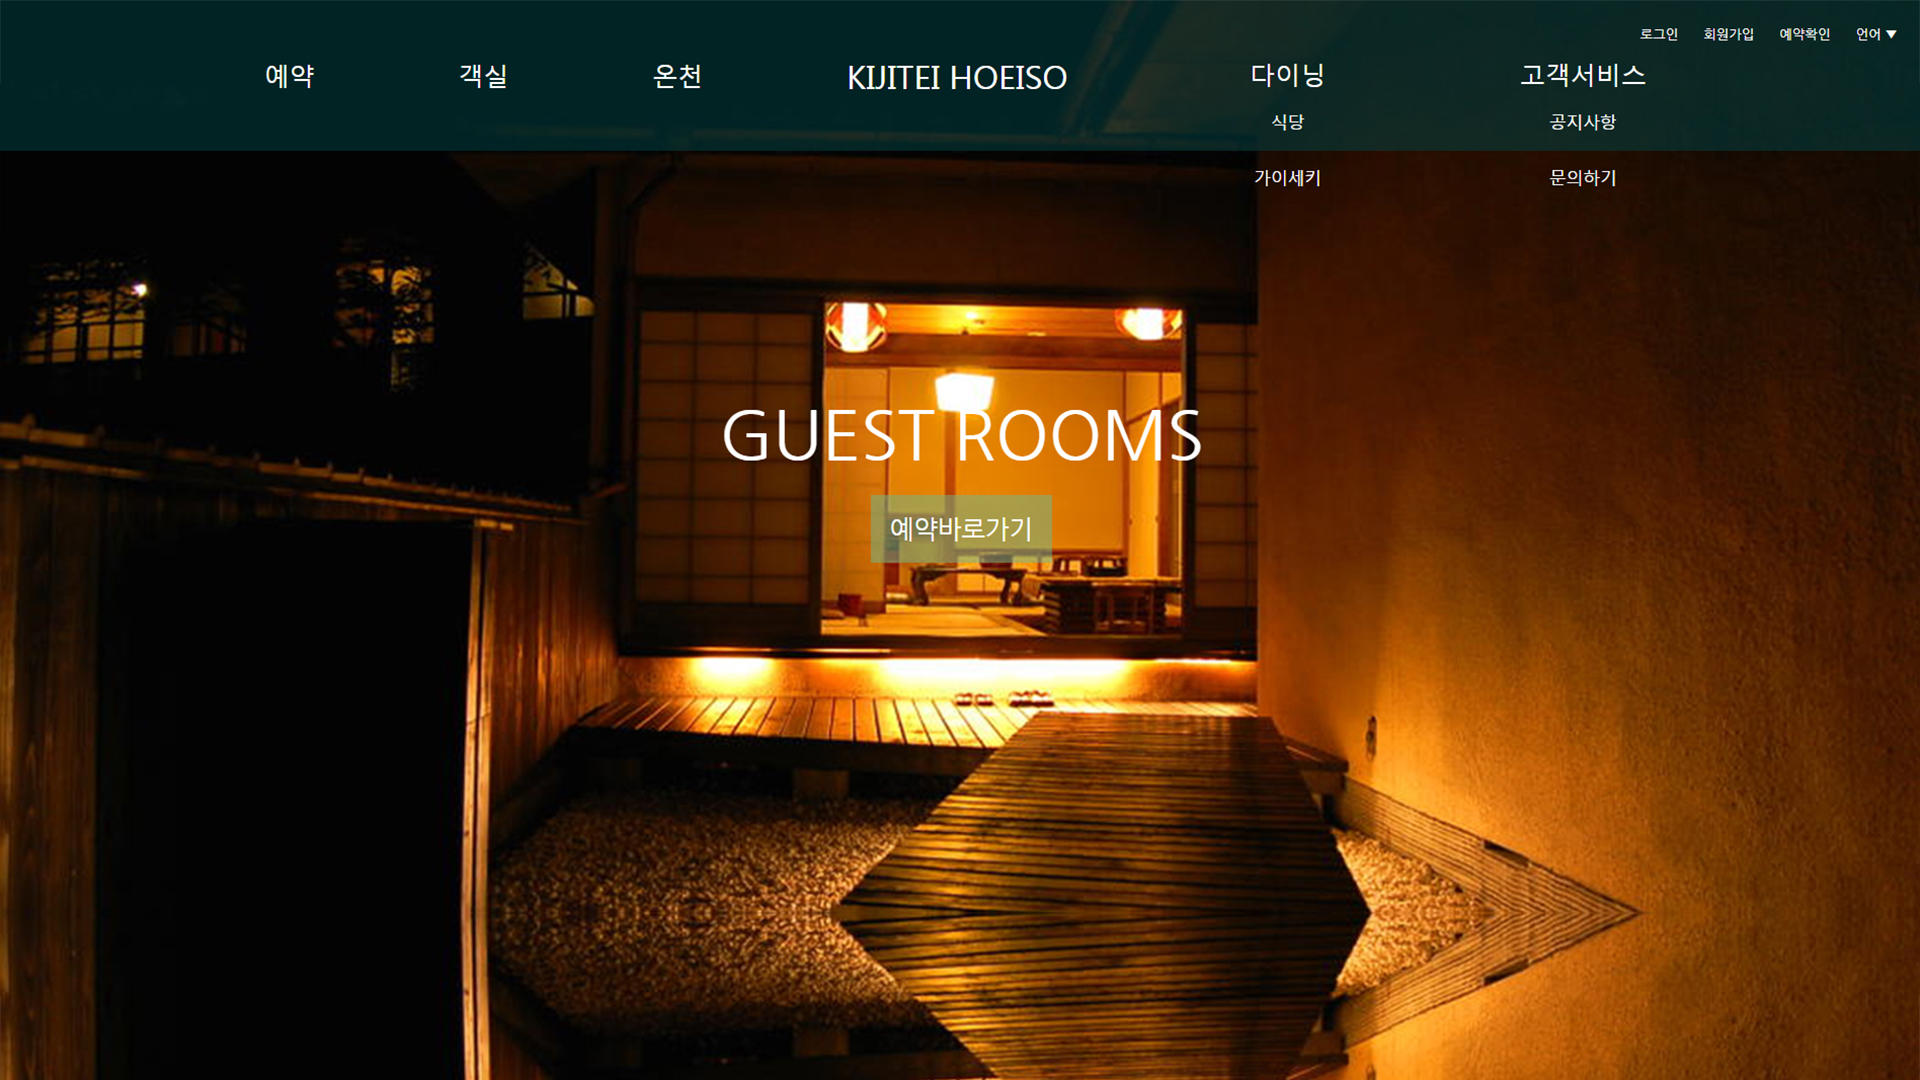 로그인 회원가입 예약확인 언어 ▼
예약 객실 온천 KIJITEI HOEISO 다이닝 고객서비스
식당 공지사항
가이세키 문의하기
GUEST ROOMS
예약바로가기